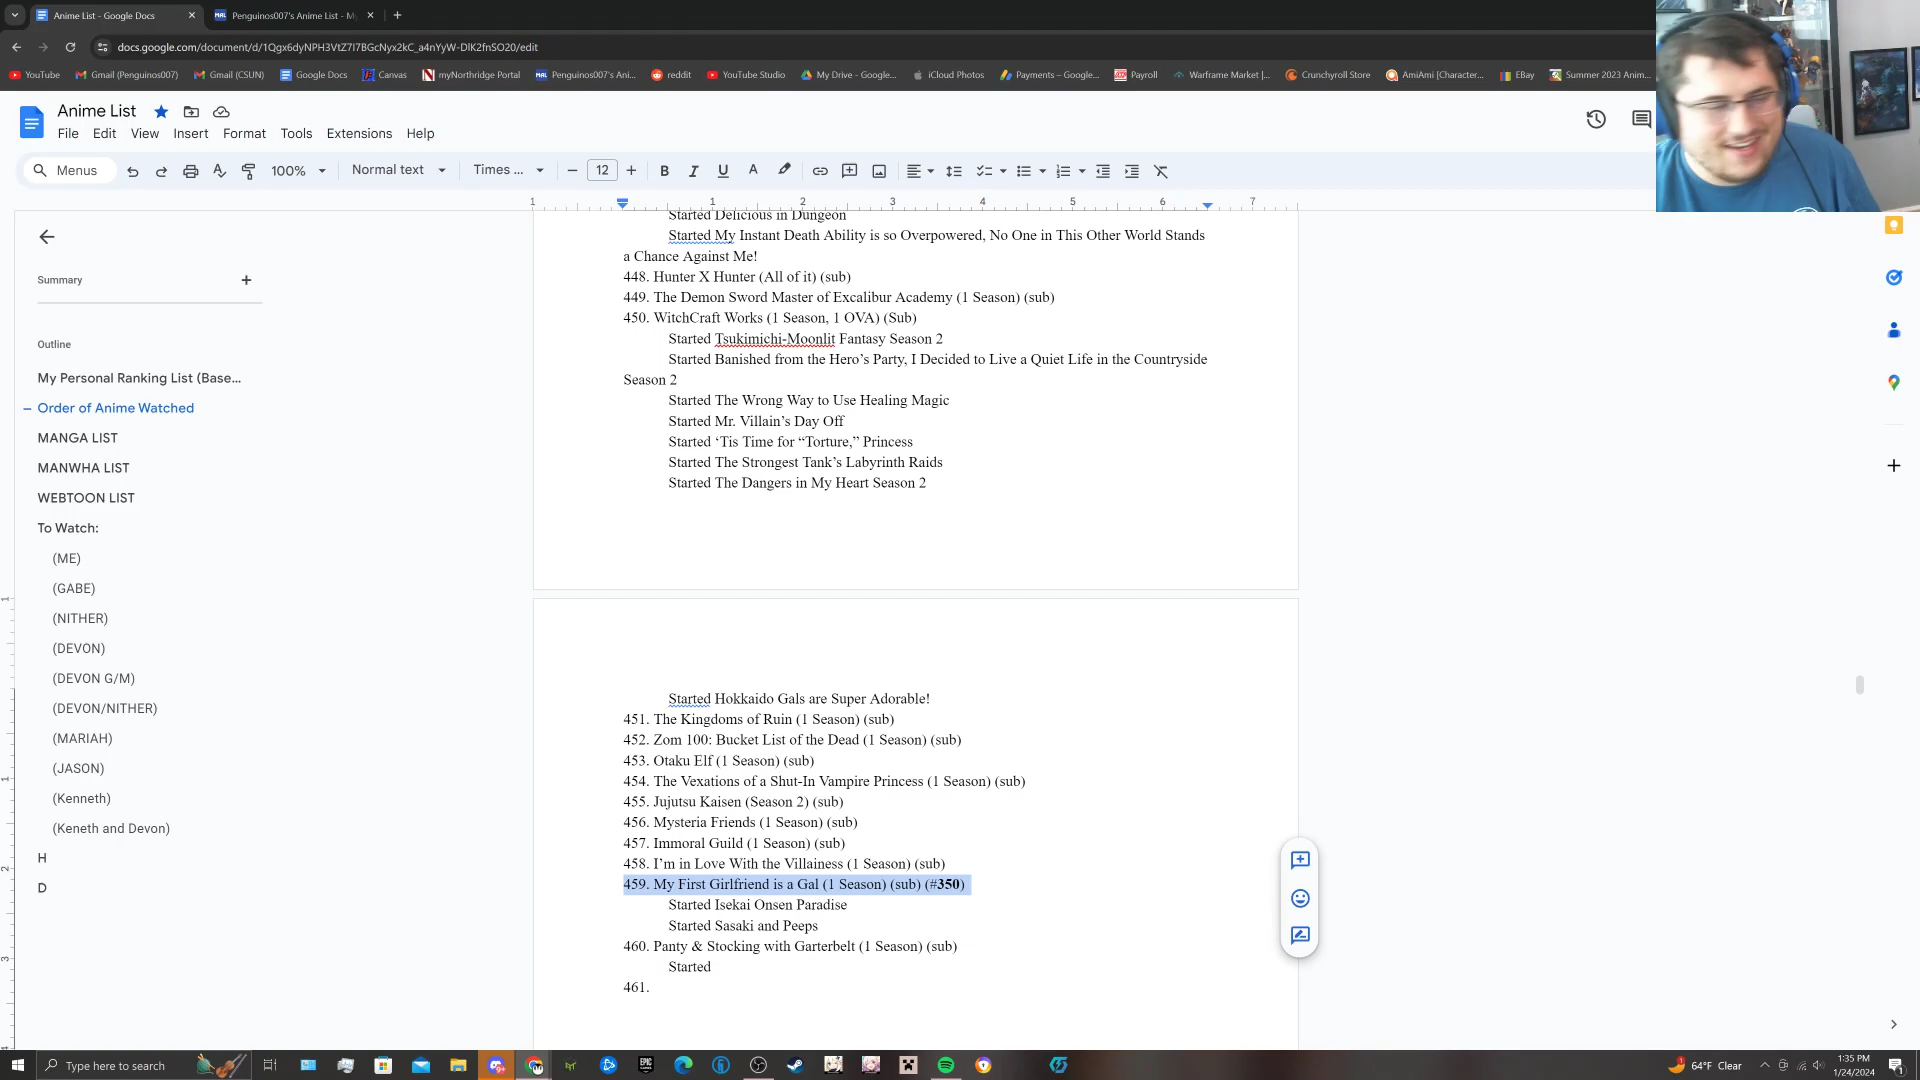 Anime List - Google Docs
Penguinos007's Anime List - My
docs.google.com/document/d/1Qgx6dyNPH3VtZ7I7BGcNyx2kC_a4nYyW-DlK2fnSO20/edit
YouTube
Gmail (Penguinos007)
Gmail (CSUN)
Google Docs
Canvas
myNorthridge Portal
Penguinos007's Ani...
reddit
YouTube Studio
My Drive - Google...
iCloud Photos
Payments – Google...
Payroll
Warframe Market |...
Crunchyroll Store
AmiAmi [Character...
EBay
Summer 2023 Anim...
Anime List
File Edit View Insert Format Tools Extensions Help
Menus
100%
Normal text
Times ...
12
1 1 2 3 4 5 6 7
Summary
Outline
My Personal Ranking List (Base...
Order of Anime Watched
MANGA LIST
MANWHA LIST
WEBTOON LIST
To Watch:
(ME)
(GABE)
(NITHER)
(DEVON)
(DEVON G/M)
(DEVON/NITHER)
(MARIAH)
(JASON)
(Kenneth)
(Keneth and Devon)
H
D
Started Delicious in Dungeon
Started My Instant Death Ability is so Overpowered, No One in This Other World Stands
a Chance Against Me!
448. Hunter X Hunter (All of it) (sub)
449. The Demon Sword Master of Excalibur Academy (1 Season) (sub)
450. WitchCraft Works (1 Season, 1 OVA) (Sub)
Started Tsukimichi-Moonlit Fantasy Season 2
Started Banished from the Hero’s Party, I Decided to Live a Quiet Life in the Countryside
Season 2
Started The Wrong Way to Use Healing Magic
Started Mr. Villain’s Day Off
Started ‘Tis Time for “Torture,” Princess
Started The Strongest Tank’s Labyrinth Raids
Started The Dangers in My Heart Season 2
Started Hokkaido Gals are Super Adorable!
451. The Kingdoms of Ruin (1 Season) (sub)
452. Zom 100: Bucket List of the Dead (1 Season) (sub)
453. Otaku Elf (1 Season) (sub)
454. The Vexations of a Shut-In Vampire Princess (1 Season) (sub)
455. Jujutsu Kaisen (Season 2) (sub)
456. Mysteria Friends (1 Season) (sub)
457. Immoral Guild (1 Season) (sub)
458. I’m in Love With the Villainess (1 Season) (sub)
459. My First Girlfriend is a Gal (1 Season) (sub) (#350)
Started Isekai Onsen Paradise
Started Sasaki and Peeps
460. Panty & Stocking with Garterbelt (1 Season) (sub)
Started
461.
Type here to search
64°F Clear
1:35 PM
1/24/2024